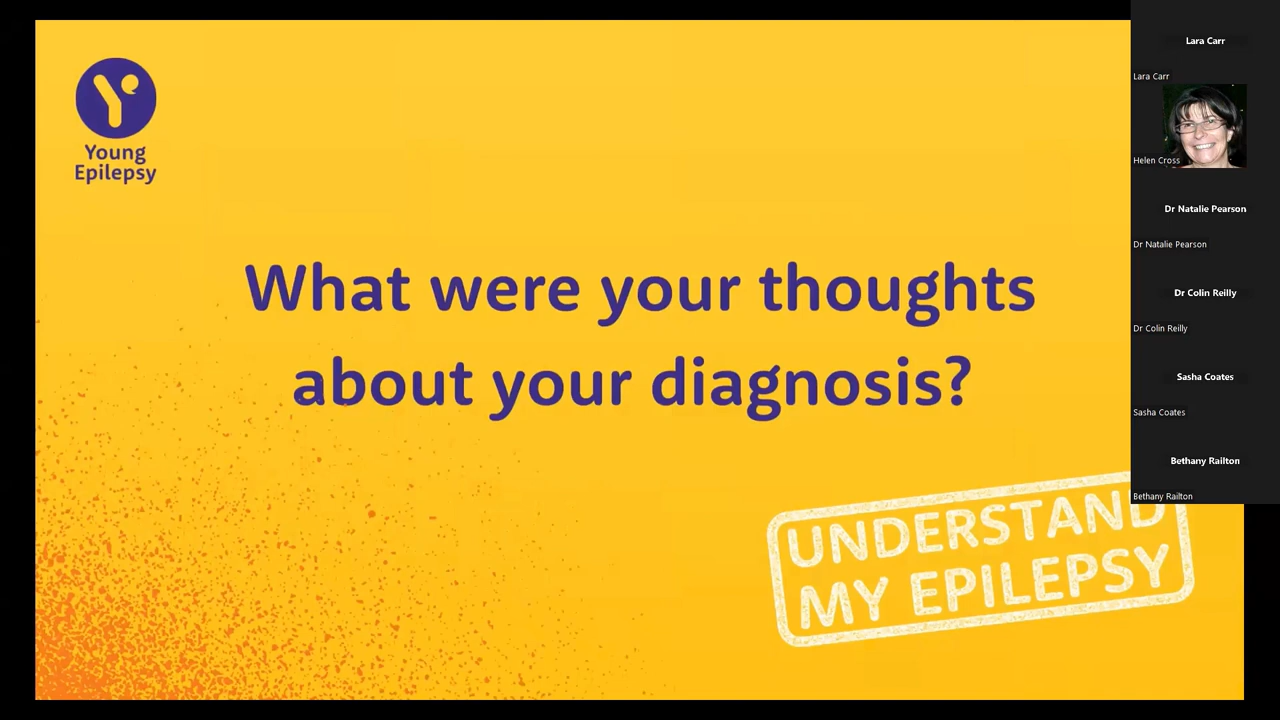 Young
Epilepsy
What were your thoughts
about your diagnosis?
UNDERSTAND
MY EPILEPSY
Lara Carr
Lara Carr
Helen Cross
Dr Natalie Pearson
Dr Natalie Pearson
Dr Colin Reilly
Dr Colin Reilly
Sasha Coates
Sasha Coates
Bethany Railton
Bethany Railton